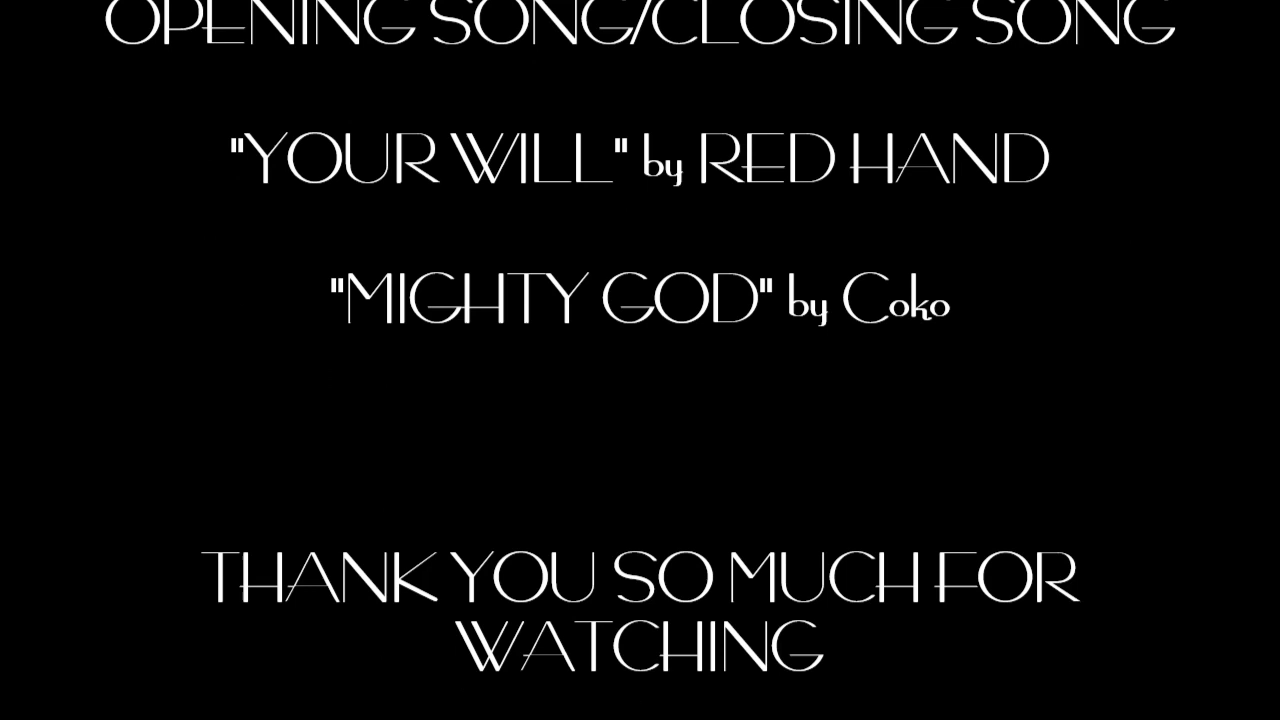 OPENING SONG/CLOSING SONG
"YOUR WILL" by RED HAND
"MIGHTY GOD" by Coko
THANK YOU SO MUCH FOR
WATCHING